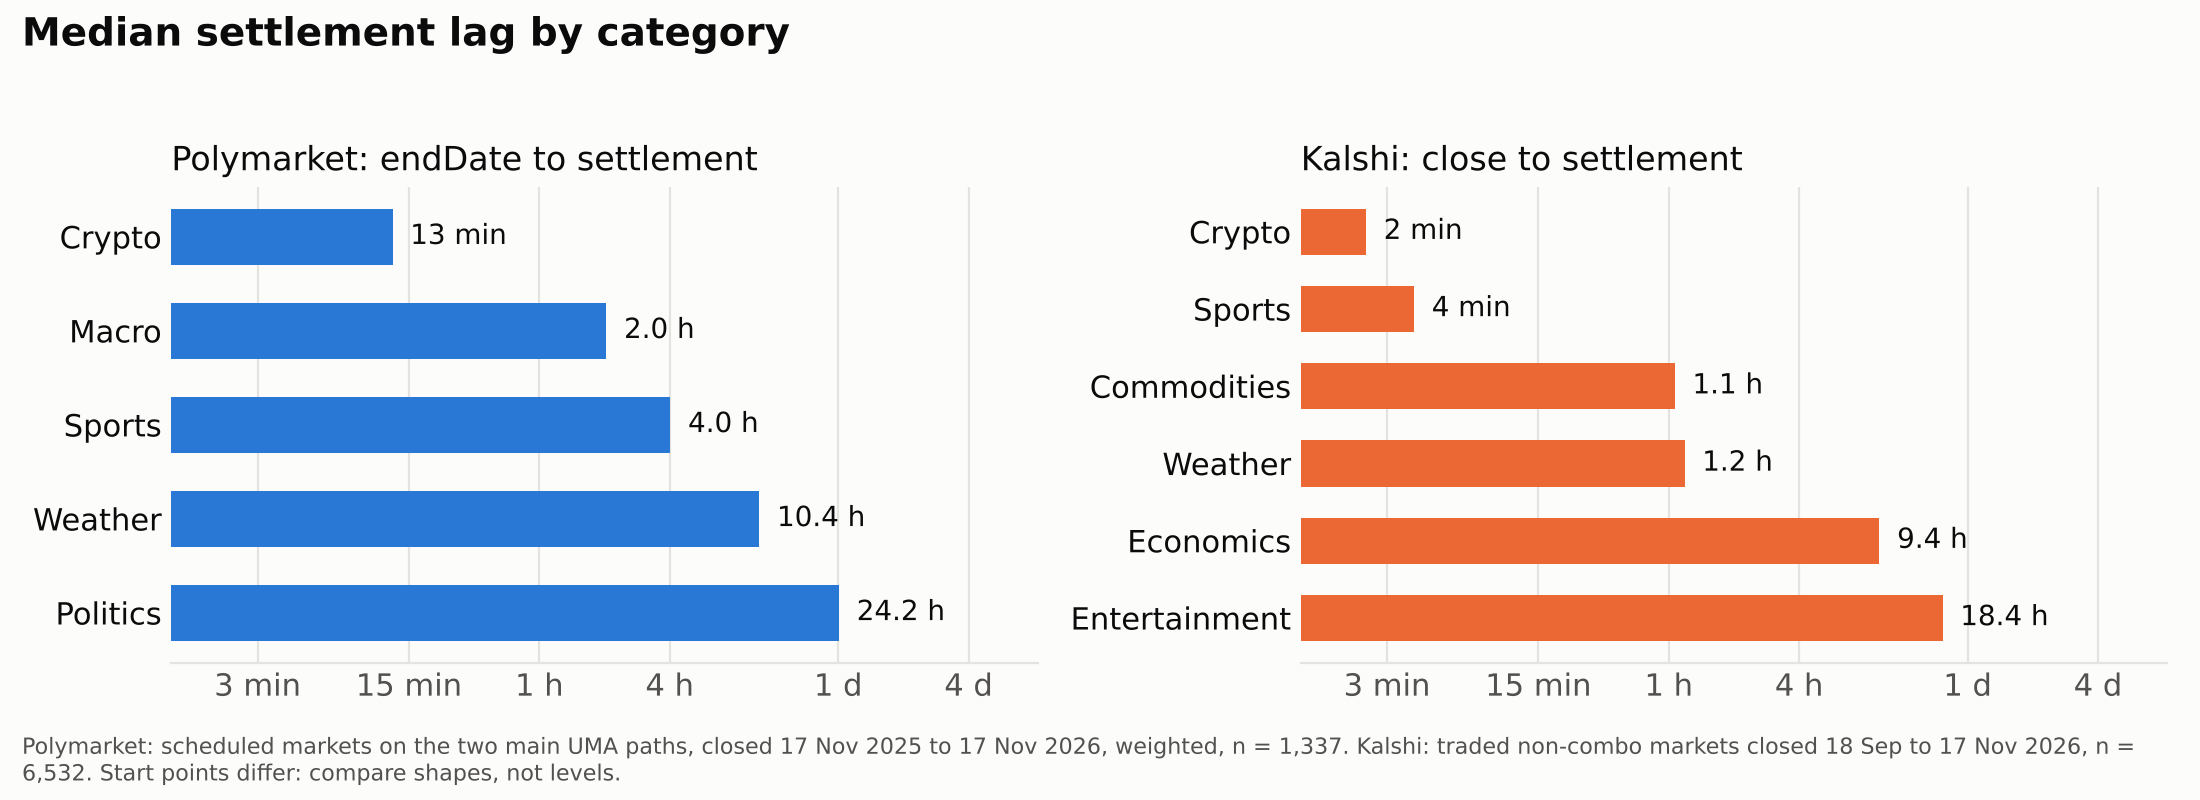 Median settlement lag by category
Polymarket: endDate to settlement
Crypto 13 min
Macro 2.0 h
Sports 4.0 h
Weather 10.4 h
Politics 24.2 h
3 min 15 min 1 h 4 h 1 d 4 d
Kalshi: close to settlement
Crypto 2 min
Sports 4 min
Commodities 1.1 h
Weather 1.2 h
Economics 9.4 h
Entertainment 18.4 h
3 min 15 min 1 h 4 h 1 d 4 d
Polymarket: scheduled markets on the two main UMA paths, closed 17 Nov 2025 to 17 Nov 2026, weighted, n = 1,337. Kalshi: traded non-combo markets closed 18 Sep to 17 Nov 2026, n =
6,532. Start points differ: compare shapes, not levels.